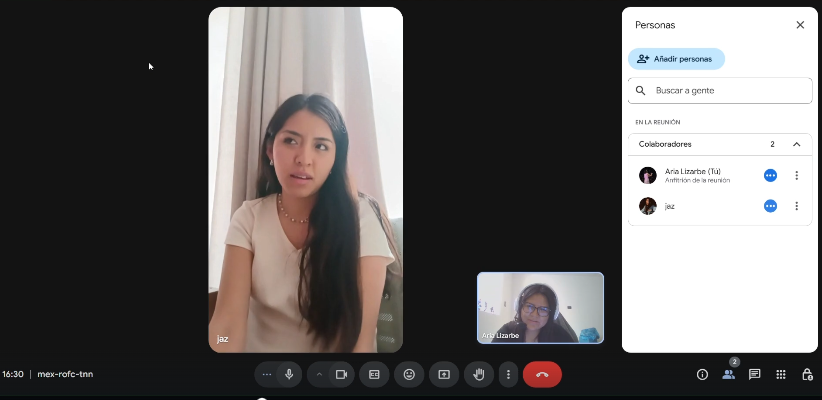 Personas
Añadir personas
Buscar a gente
EN LA REUNIÓN
Colaboradores 2
Aria Lizarbe (Tú)
Anfitrión de la reunión
jaz
jaz
Aria Lizarbe
2
16:30 | mex-rofc-tnn